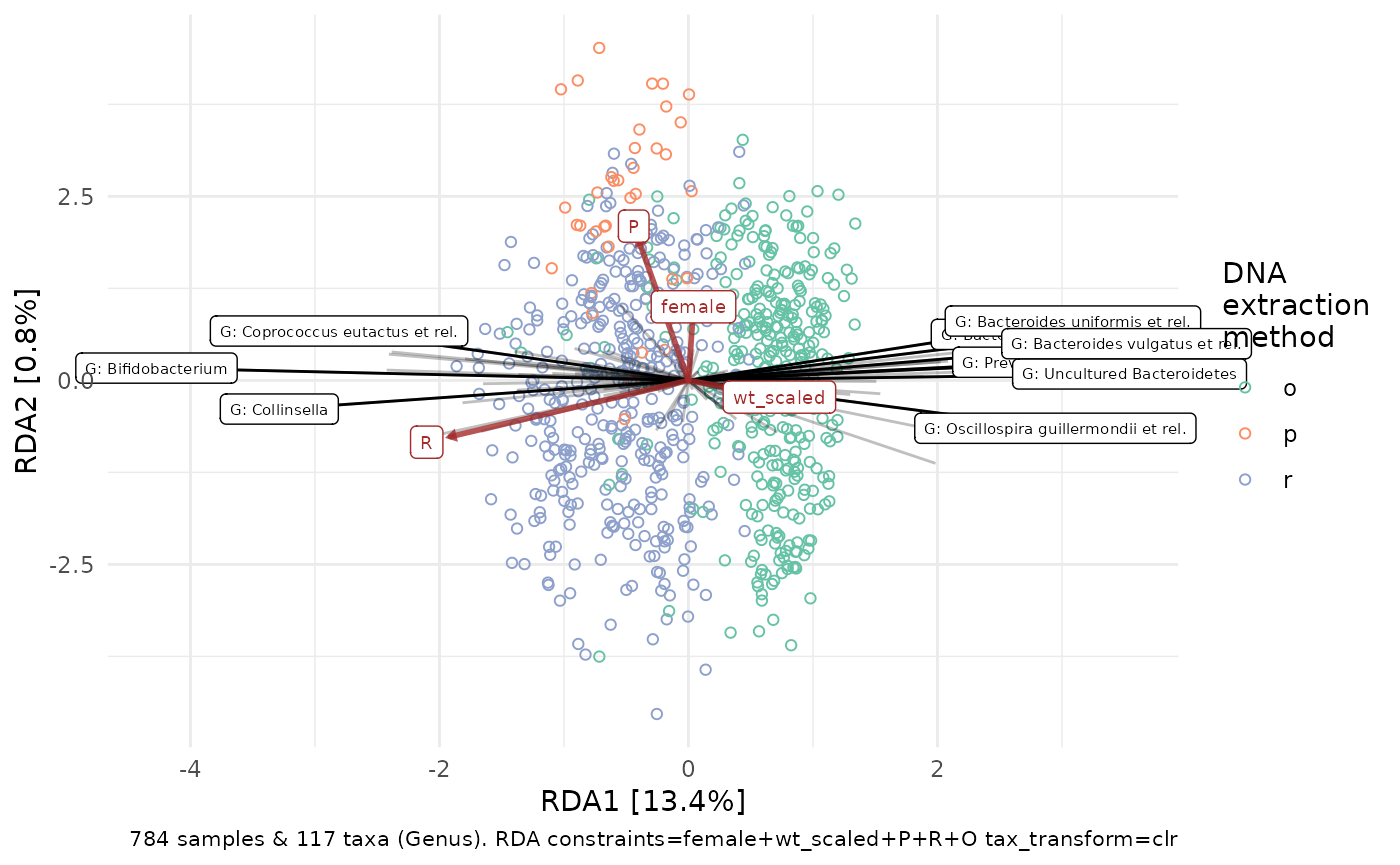 2.5
0.0
-2.5
RDA2 [0.8%]
-4
-2
0
2
RDA1 [13.4%]
784 samples & 117 taxa (Genus). RDA constraints=female+wt_scaled+P+R+O tax_transform=clr
P
female
wt_scaled
R
G: Coprococcus eutactus et rel.
G: Bifidobacterium
G: Collinsella
G: Bacteroides uniformis et rel.
G: Bacteroides vulgatus et rel.
G: Uncultured Bacteroidetes
G: Oscillospira guillermondii et rel.
DNA
extraction
method
o
p
r